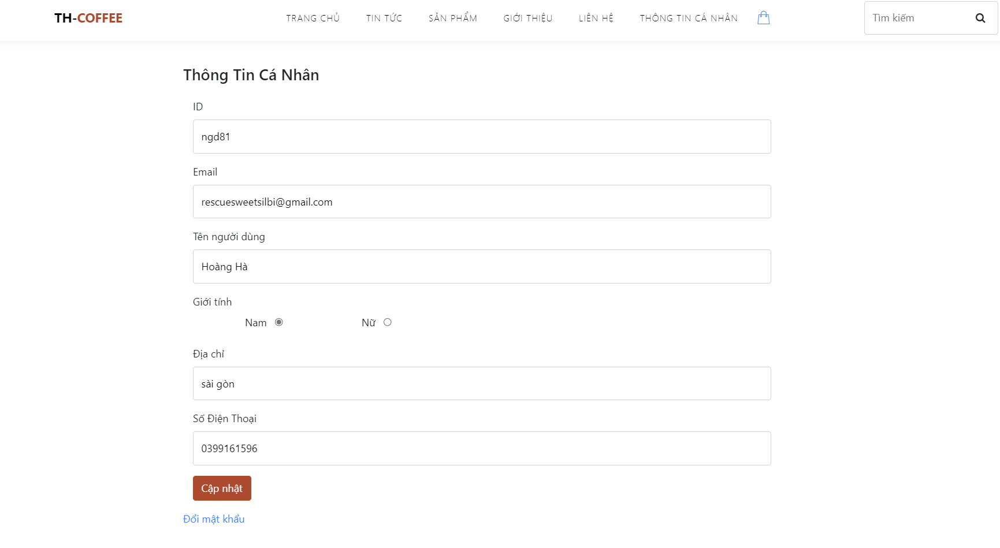 TH-COFFEE TRANG CHỦ TIN TỨC SẢN PHẨM GIỚI THIỆU LIÊN HỆ THÔNG TIN CÁ NHÂN Tìm kiếm
Thông Tin Cá Nhân
ID
ngd81
Email
rescuesweetsilbi@gmail.com
Tên người dùng
Hoàng Hà
Giới tính
Nam Nữ
Địa chỉ
sài gòn
Số Điện Thoại
0399161596
Cập nhật
Đổi mật khẩu